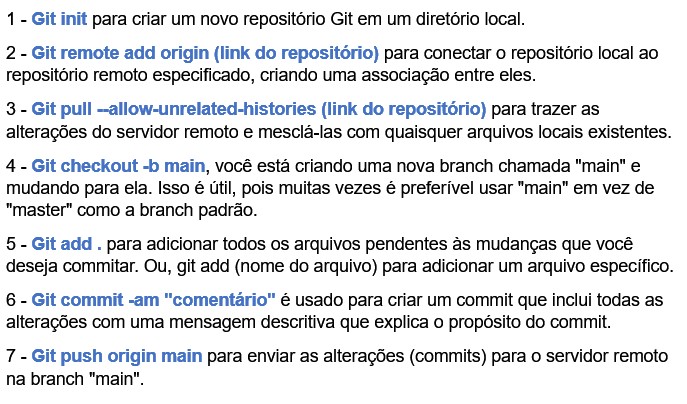 1 - Git init para criar um novo repositório Git em um diretório local.
2 - Git remote add origin (link do repositório) para conectar o repositório local ao
repositório remoto especificado, criando uma associação entre eles.
3 - Git pull --allow-unrelated-histories (link do repositório) para trazer as
alterações do servidor remoto e mesclá-las com quaisquer arquivos locais existentes.
4 - Git checkout -b main, você está criando uma nova branch chamada "main" e
mudando para ela. Isso é útil, pois muitas vezes é preferível usar "main" em vez de
"master" como a branch padrão.
5 - Git add . para adicionar todos os arquivos pendentes às mudanças que você
deseja commitar. Ou, git add (nome do arquivo) para adicionar um arquivo específico.
6 - Git commit -am "comentário" é usado para criar um commit que inclui todas as
alterações com uma mensagem descritiva que explica o propósito do commit.
7 - Git push origin main para enviar as alterações (commits) para o servidor remoto
na branch "main".